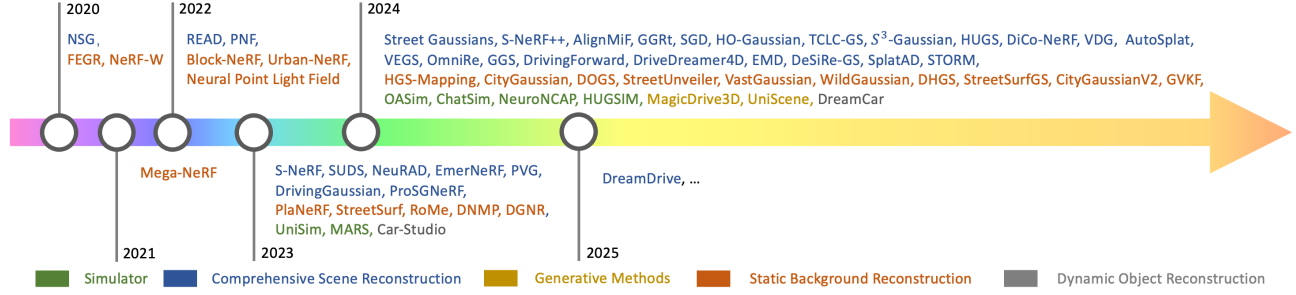 2020
NSG,
FEGR, NeRF-W
2022
READ, PNF,
Block-NeRF, Urban-NeRF,
Neural Point Light Field
2024
Street Gaussians, S-NeRF++, AlignMiF, GGRt, SGD, HO-Gaussian, TCLC-GS, S³-Gaussian, HUGS, DiCo-NeRF, VDG, AutoSplat,
VEGS, OmniRe, GGS, DrivingForward, DriveDreamer4D, EMD, DeSiRe-GS, SplatAD, STORM,
HGS-Mapping, CityGaussian, DOGS, StreetUnveiler, VastGaussian, WildGaussian, DHGS, StreetSurfGS, CityGaussianV2, GVKF,
OASim, ChatSim, NeuroNCAP, HUGSIM, MagicDrive3D, UniScene, DreamCar
Mega-NeRF
2021
S-NeRF, SUDS, NeuRAD, EmerNeRF, PVG,
DrivingGaussian, ProSGNeRF,
PlaNeRF, StreetSurf, RoMe, DNMP, DGNR,
UniSim, MARS, Car-Studio
2023
DreamDrive, ...
2025
Simulator
Comprehensive Scene Reconstruction
Generative Methods
Static Background Reconstruction
Dynamic Object Reconstruction